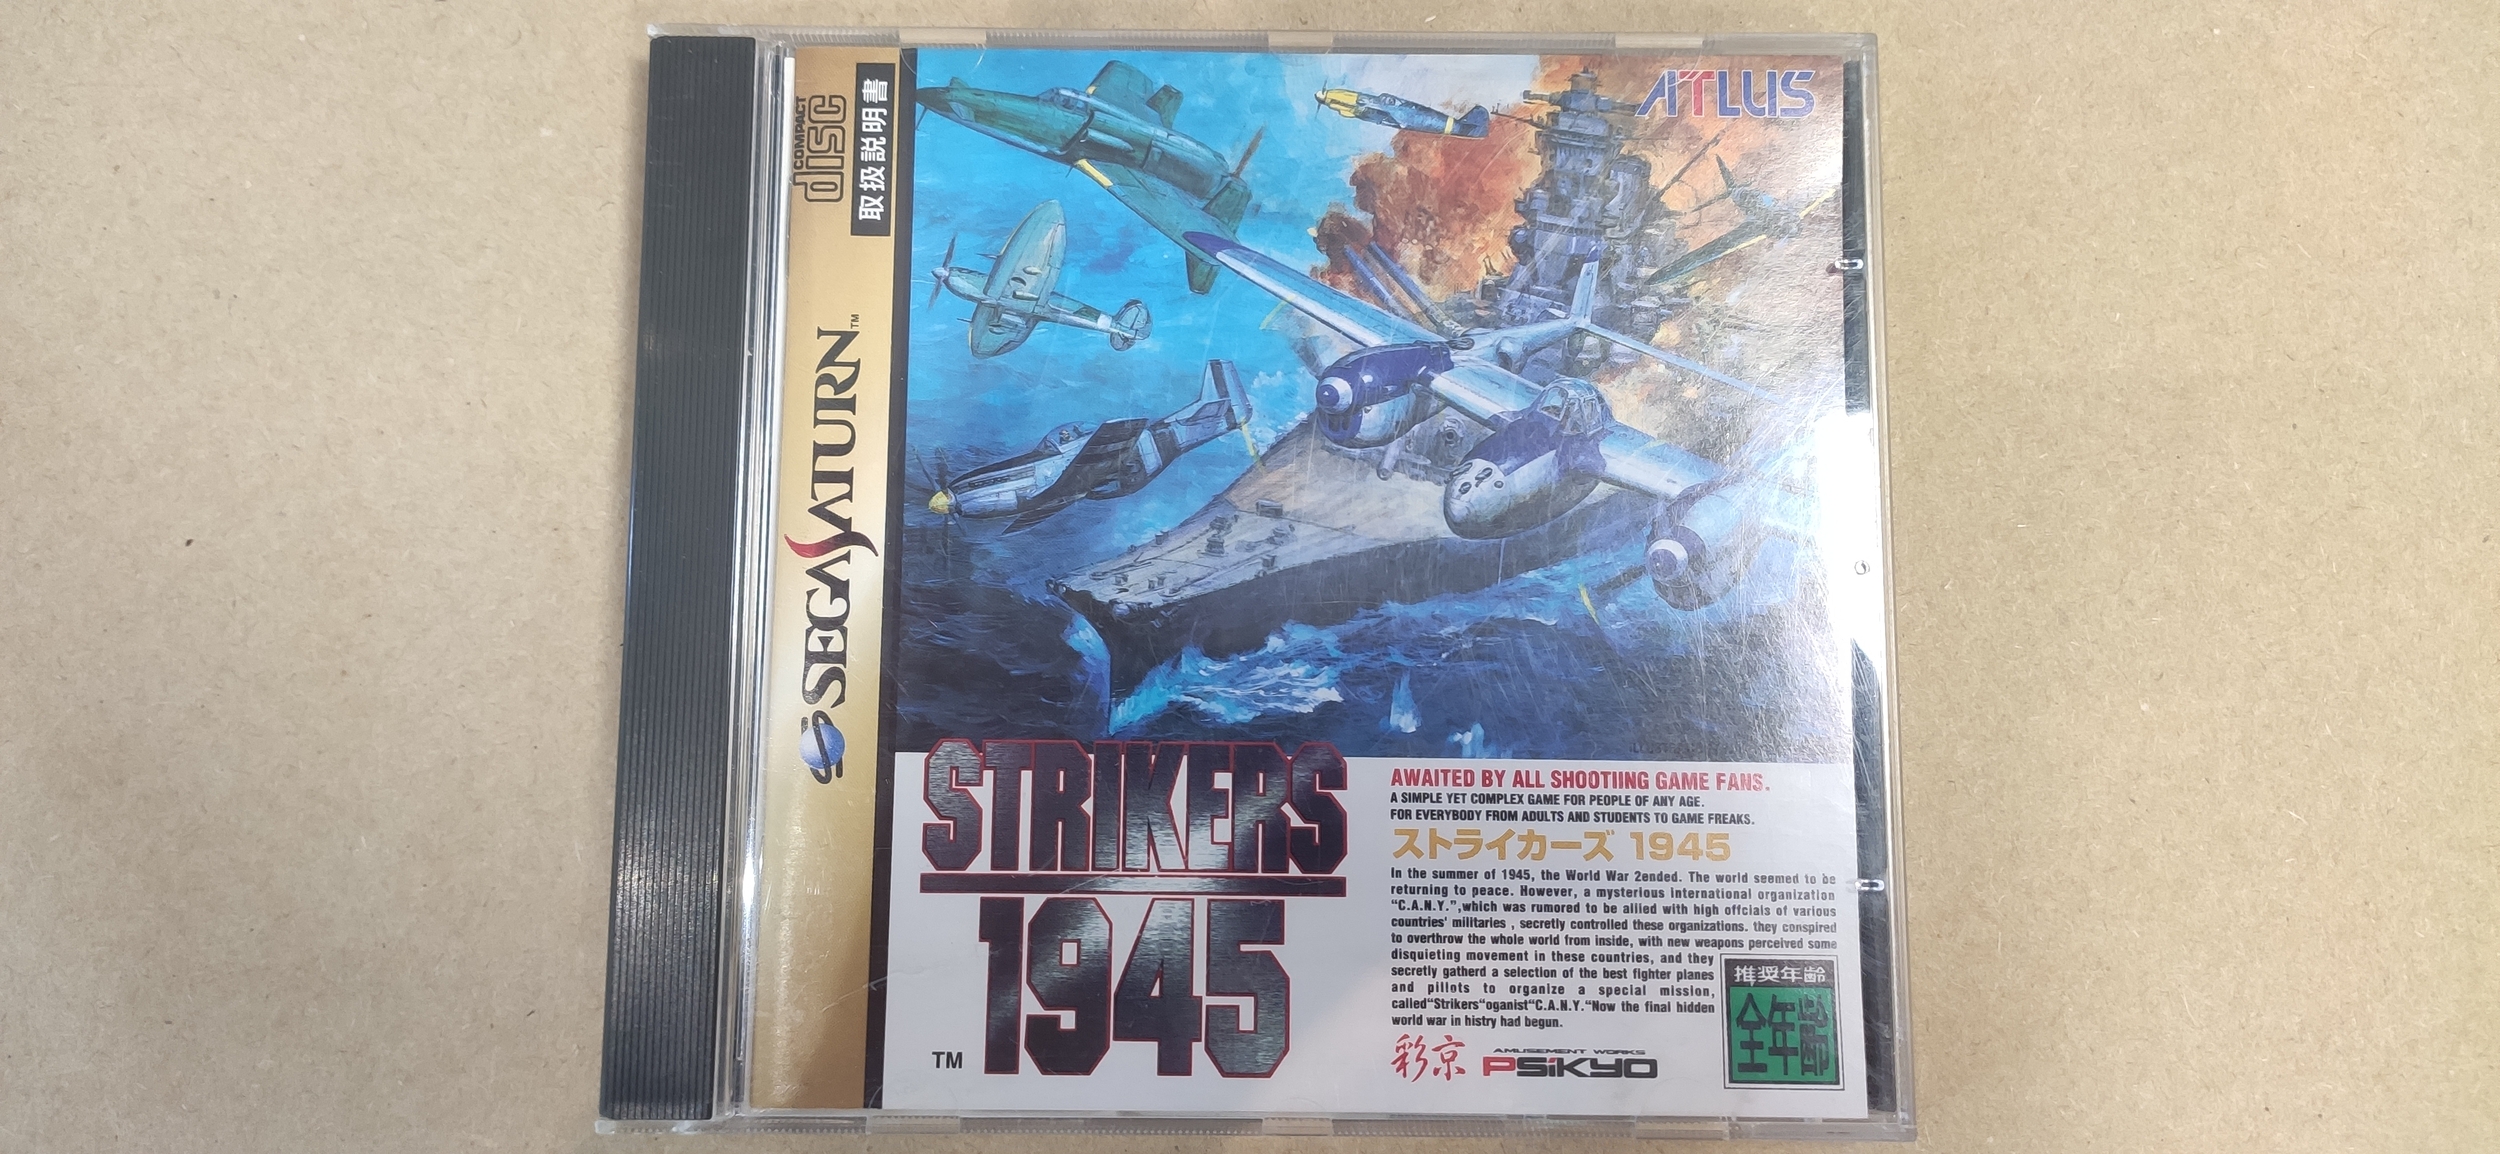 COMPACT
disc
取扱説明書
SEGA SATURN™
ATLUS
STRIKERS
1945
TM
AWAITED BY ALL SHOOTIING GAME FANS.
A SIMPLE YET COMPLEX GAME FOR PEOPLE OF ANY AGE.
FOR EVERYBODY FROM ADULTS AND STUDENTS TO GAME FREAKS.
ストライカーズ 1945
In the summer of 1945, the World War 2ended. The world seemed to be
returning to peace. However, a mysterious international organization
"C.A.N.Y.",which was rumored to be allied with high offcials of various
countries' militaries , secretly controlled these organizations. they conspired
to overthrow the whole world from inside, with new weapons perceived some
disquieting movement in these countries, and they
secretly gatherd a selection of the best fighter planes
and pilots to organize a special mission,
called"Strikers"oganist"C.A.N.Y."Now the final hidden
world war in histry had begun.
彩京
AMUSEMENT WORKS
PSiKYO
推奨年齢
全年齢